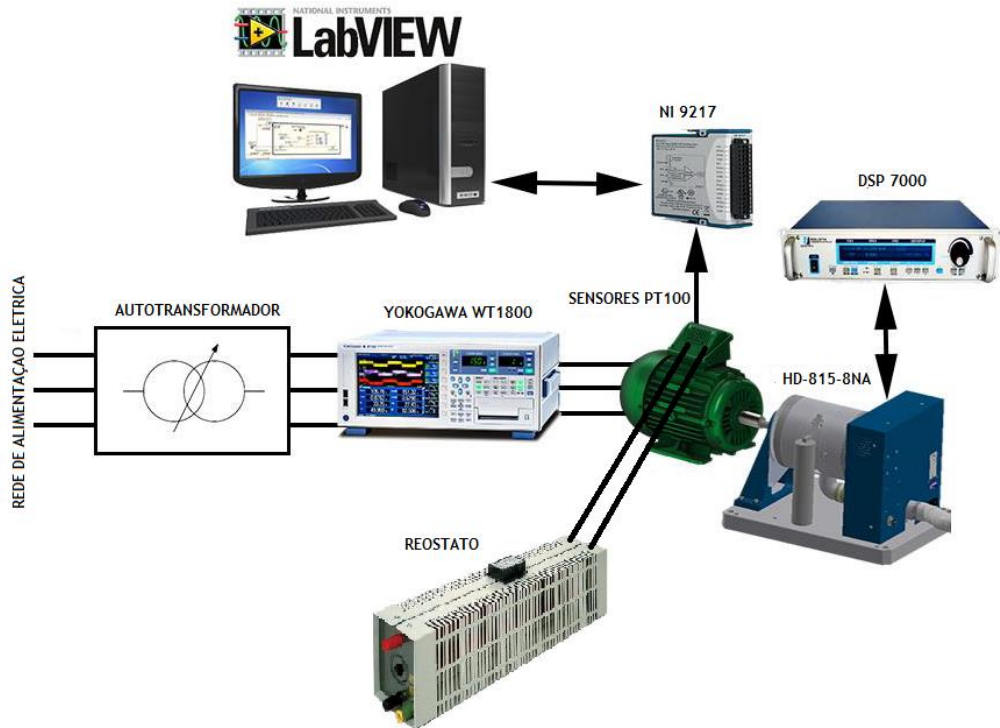 NATIONAL INSTRUMENTS
LabVIEW
NI 9217
DSP 7000
SENSORES PT100
AUTOTRANSFORMADOR
YOKOGAWA WT1800
HD-815-8NA
REDE DE ALIMENTAÇÃO ELETRICA
REOSTATO